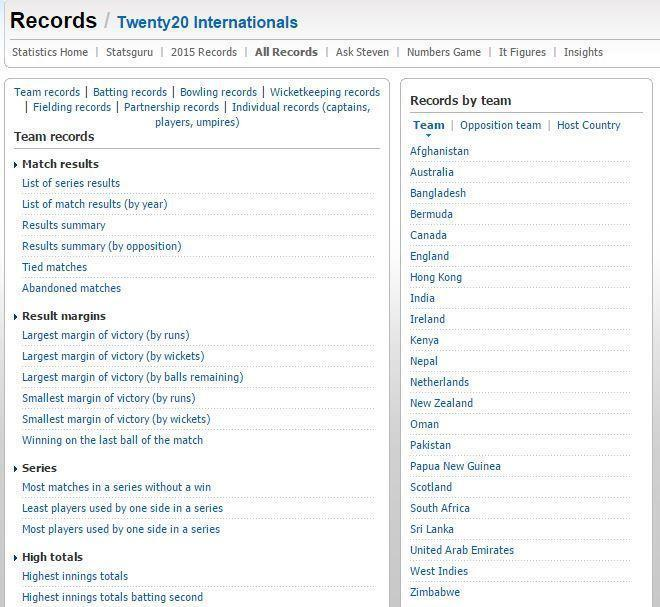 Records / Twenty20 Internationals
Statistics Home | Statsguru | 2015 Records | All Records | Ask Steven | Numbers Game | It Figures | Insights
Team records | Batting records | Bowling records | Wicketkeeping records
| Fielding records | Partnership records | Individual records (captains,
players, umpires)
Team records
Match results
List of series results
List of match results (by year)
Results summary
Results summary (by opposition)
Tied matches
Abandoned matches
Result margins
Largest margin of victory (by runs)
Largest margin of victory (by wickets)
Largest margin of victory (by balls remaining)
Smallest margin of victory (by runs)
Smallest margin of victory (by wickets)
Winning on the last ball of the match
Series
Most matches in a series without a win
Least players used by one side in a series
Most players used by one side in a series
High totals
Highest innings totals
Highest innings totals batting second
Records by team
Team | Opposition team | Host Country
Afghanistan
Australia
Bangladesh
Bermuda
Canada
England
Hong Kong
India
Ireland
Kenya
Nepal
Netherlands
New Zealand
Oman
Pakistan
Papua New Guinea
Scotland
South Africa
Sri Lanka
United Arab Emirates
West Indies
Zimbabwe